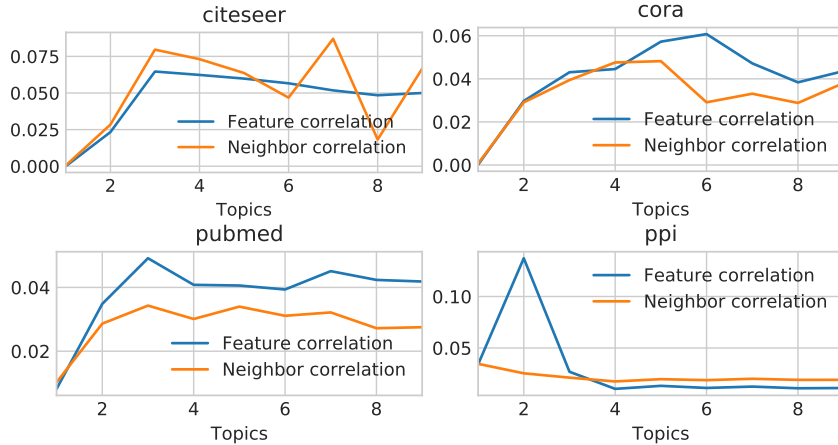 citeseer
0.075
0.050
0.025
0.000
Feature correlation
Neighbor correlation
2 4 6 8
Topics
cora
0.06
0.04
0.02
0.00
Feature correlation
Neighbor correlation
2 4 6 8
Topics
pubmed
0.04
0.02
Feature correlation
Neighbor correlation
2 4 6 8
Topics
ppi
0.10
0.05
Feature correlation
Neighbor correlation
2 4 6 8
Topics